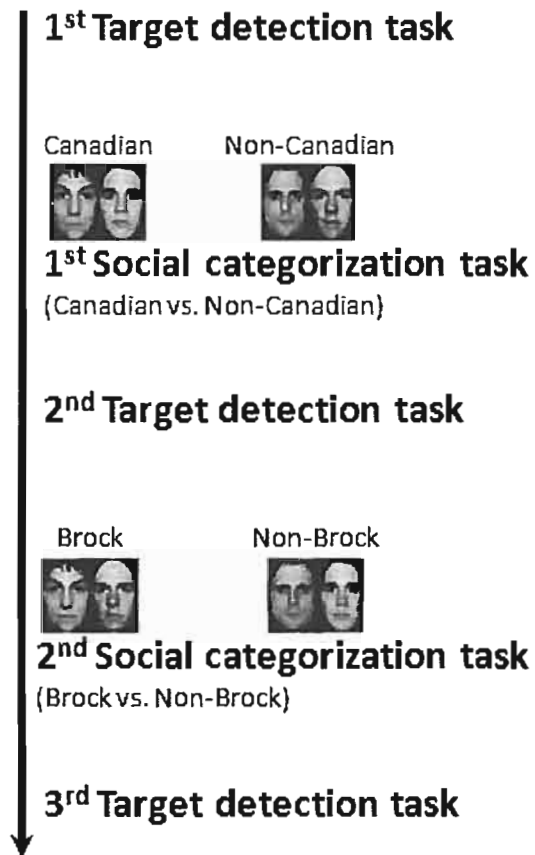 1st Target detection task
Canadian Non-Canadian
1st Social categorization task
(Canadian vs. Non-Canadian)
2nd Target detection task
Brock Non-Brock
2nd Social categorization task
(Brock vs. Non-Brock)
3rd Target detection task